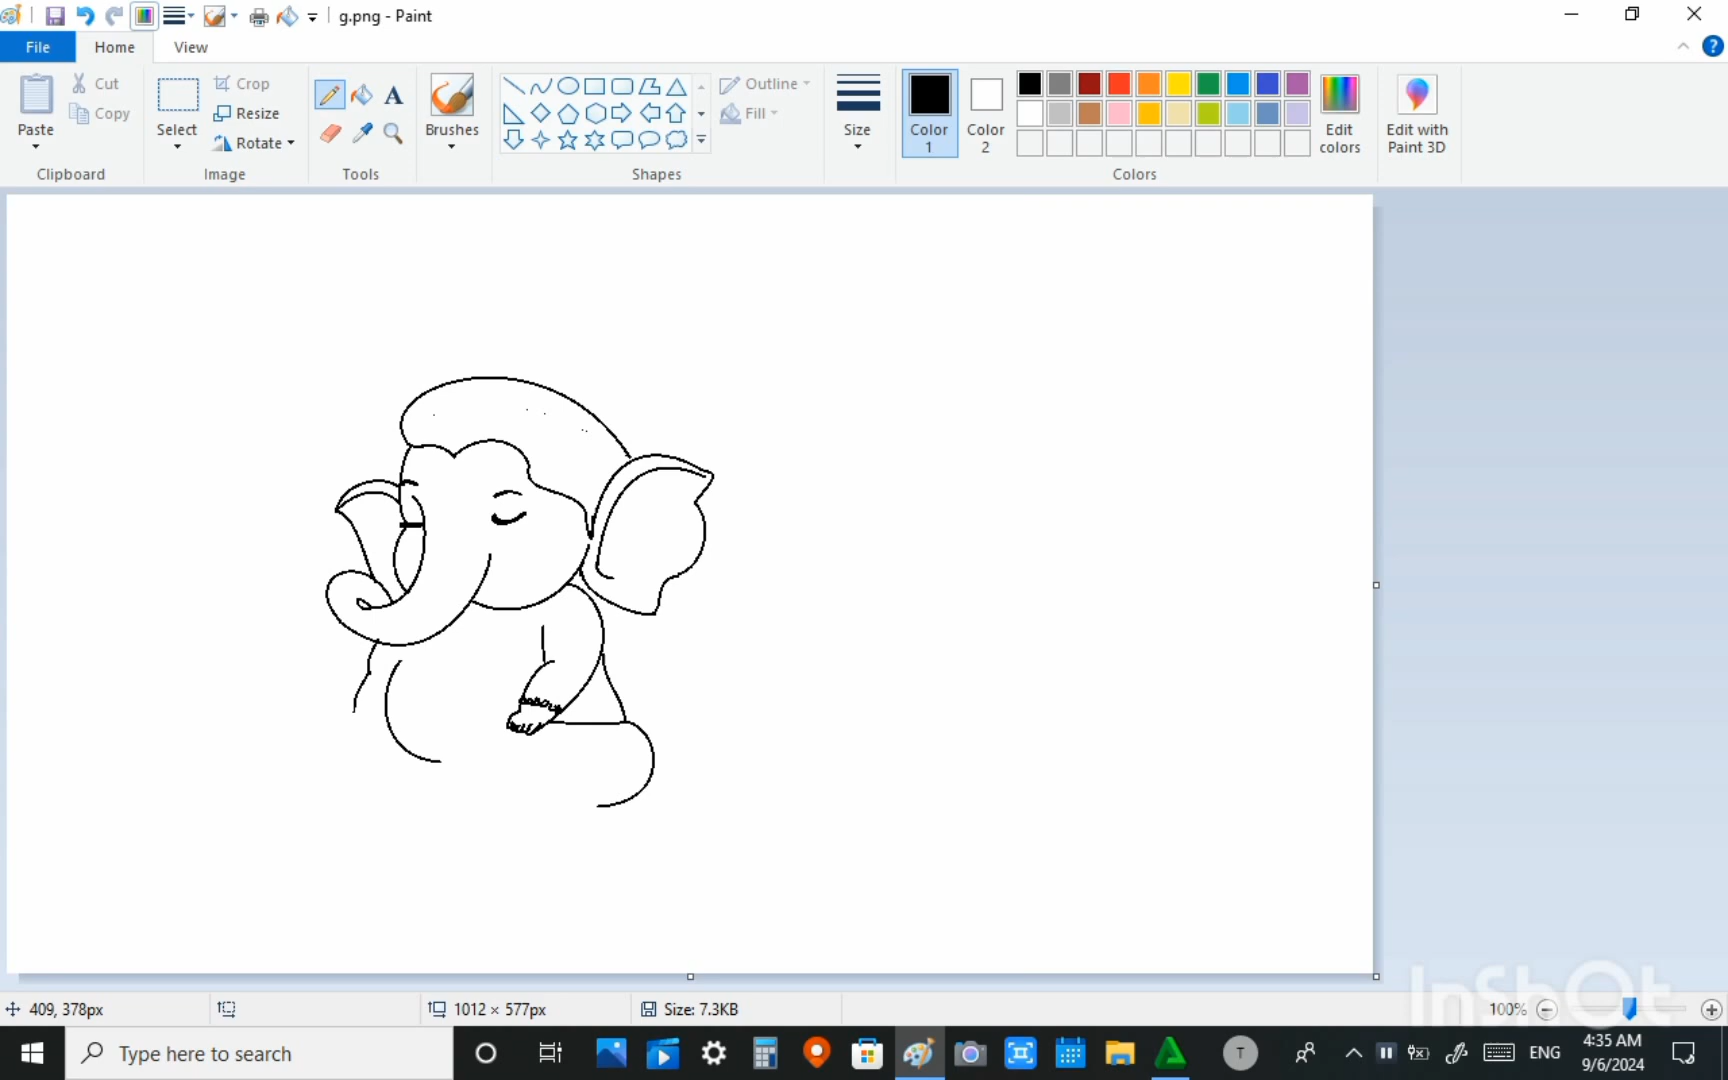 g.png - Paint
File Home View
Paste
Cut
Copy
Clipboard
Select
Crop
Resize
Rotate
Image
A
Tools
Brushes
Shapes
Outline
Fill
Size
Color 1
Color 2
Edit colors
Colors
Edit with Paint 3D
409, 378px
1012 × 577px
Size: 7.3KB
100%
InShOt
Type here to search
T
ENG
4:35 AM
9/6/2024